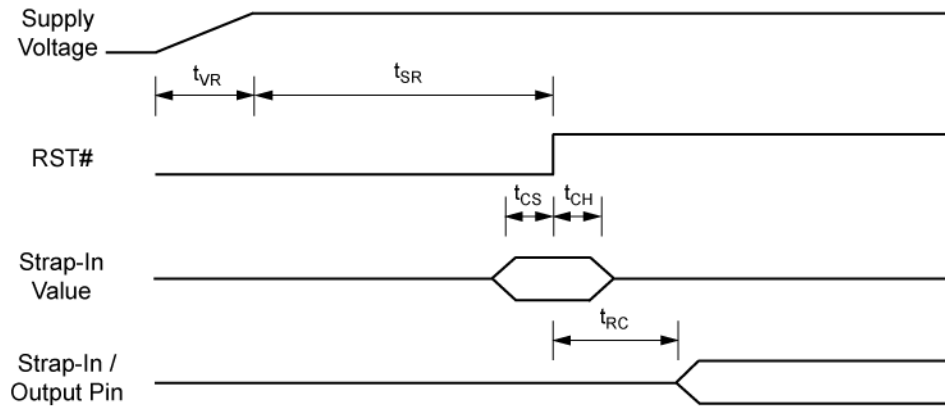 Supply
Voltage
tVR
tSR
RST#
tCS
tCH
Strap-In
Value
tRC
Strap-In /
Output Pin